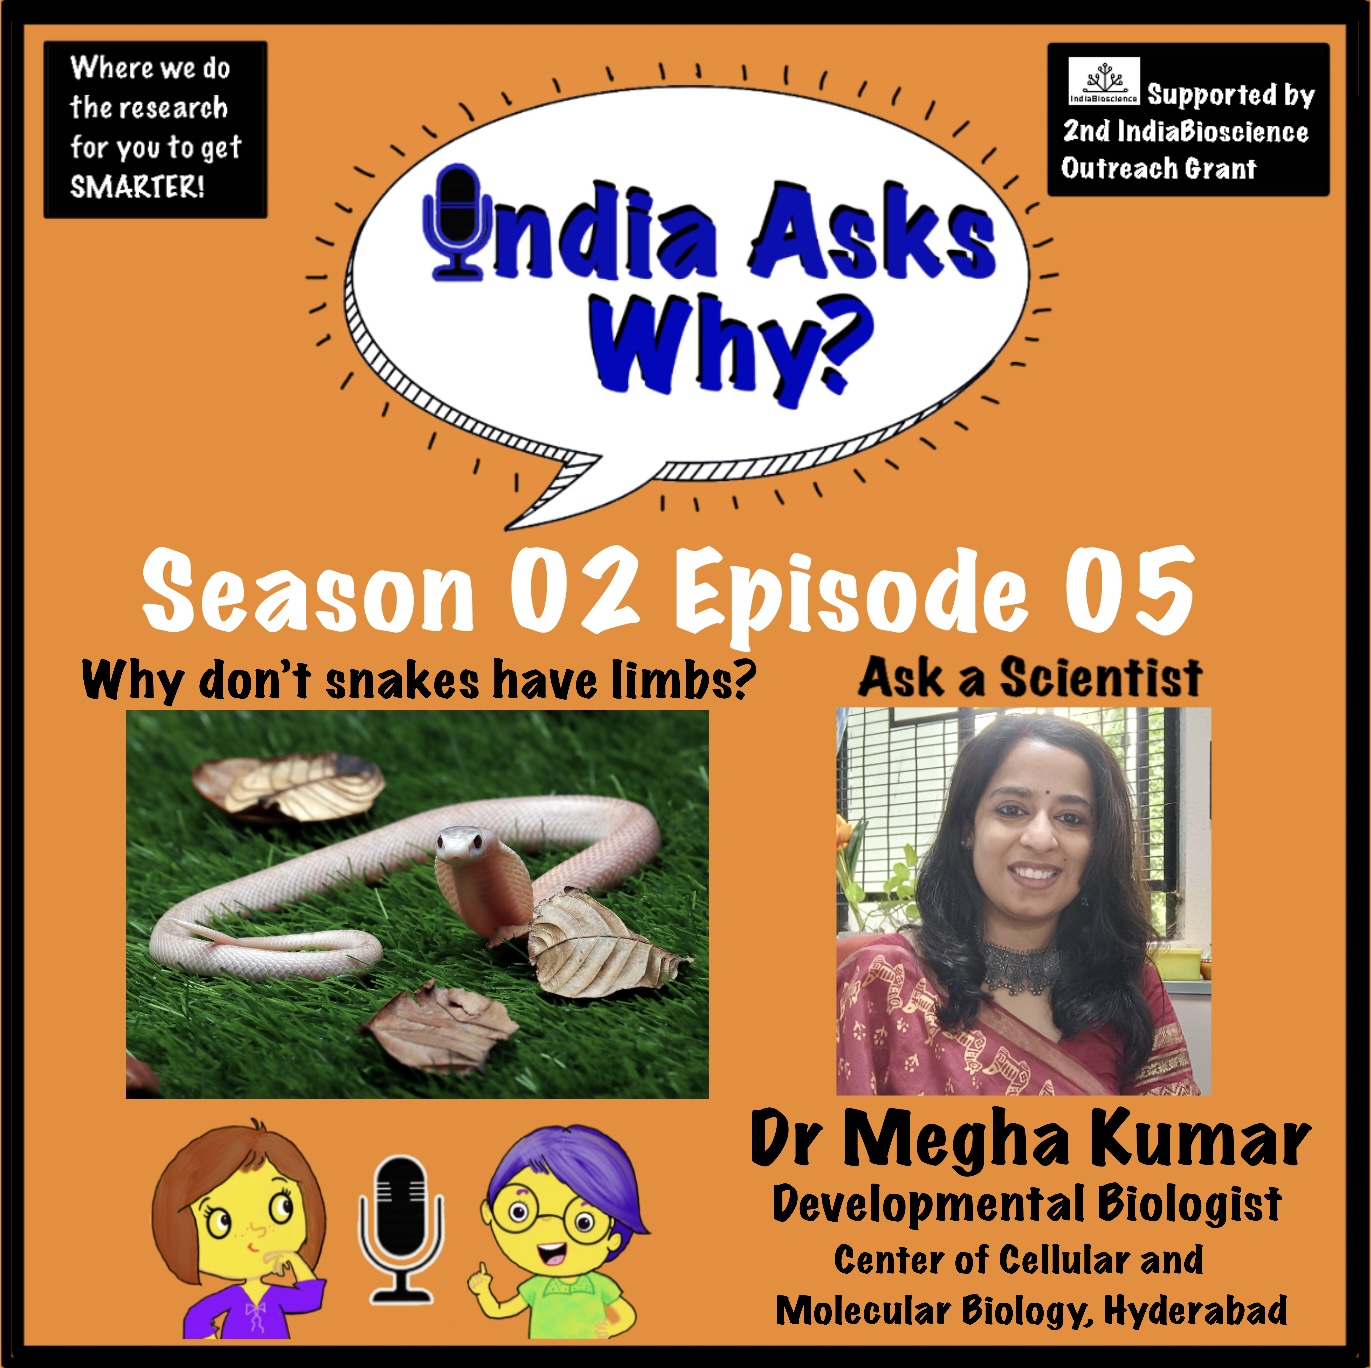 Where we do
the research
for you to get
SMARTER!
IndiaBioscience
Supported by
2nd IndiaBioscience
Outreach Grant
India Asks
Why?
Season 02 Episode 05
Why don't snakes have limbs?
Ask a Scientist
Dr Megha Kumar
Developmental Biologist
Center of Cellular and
Molecular Biology, Hyderabad